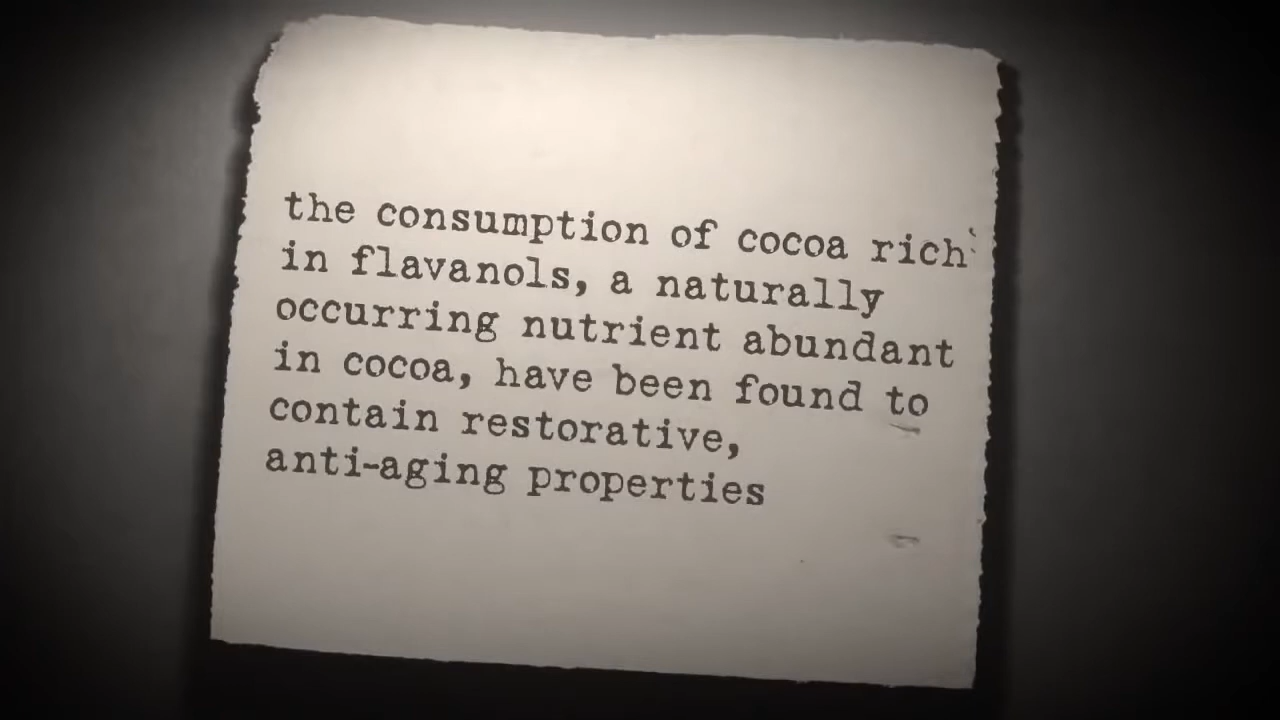 the consumption of cocoa rich
in flavanols, a naturally
occurring nutrient abundant
in cocoa, have been found to
contain restorative,
anti-aging properties